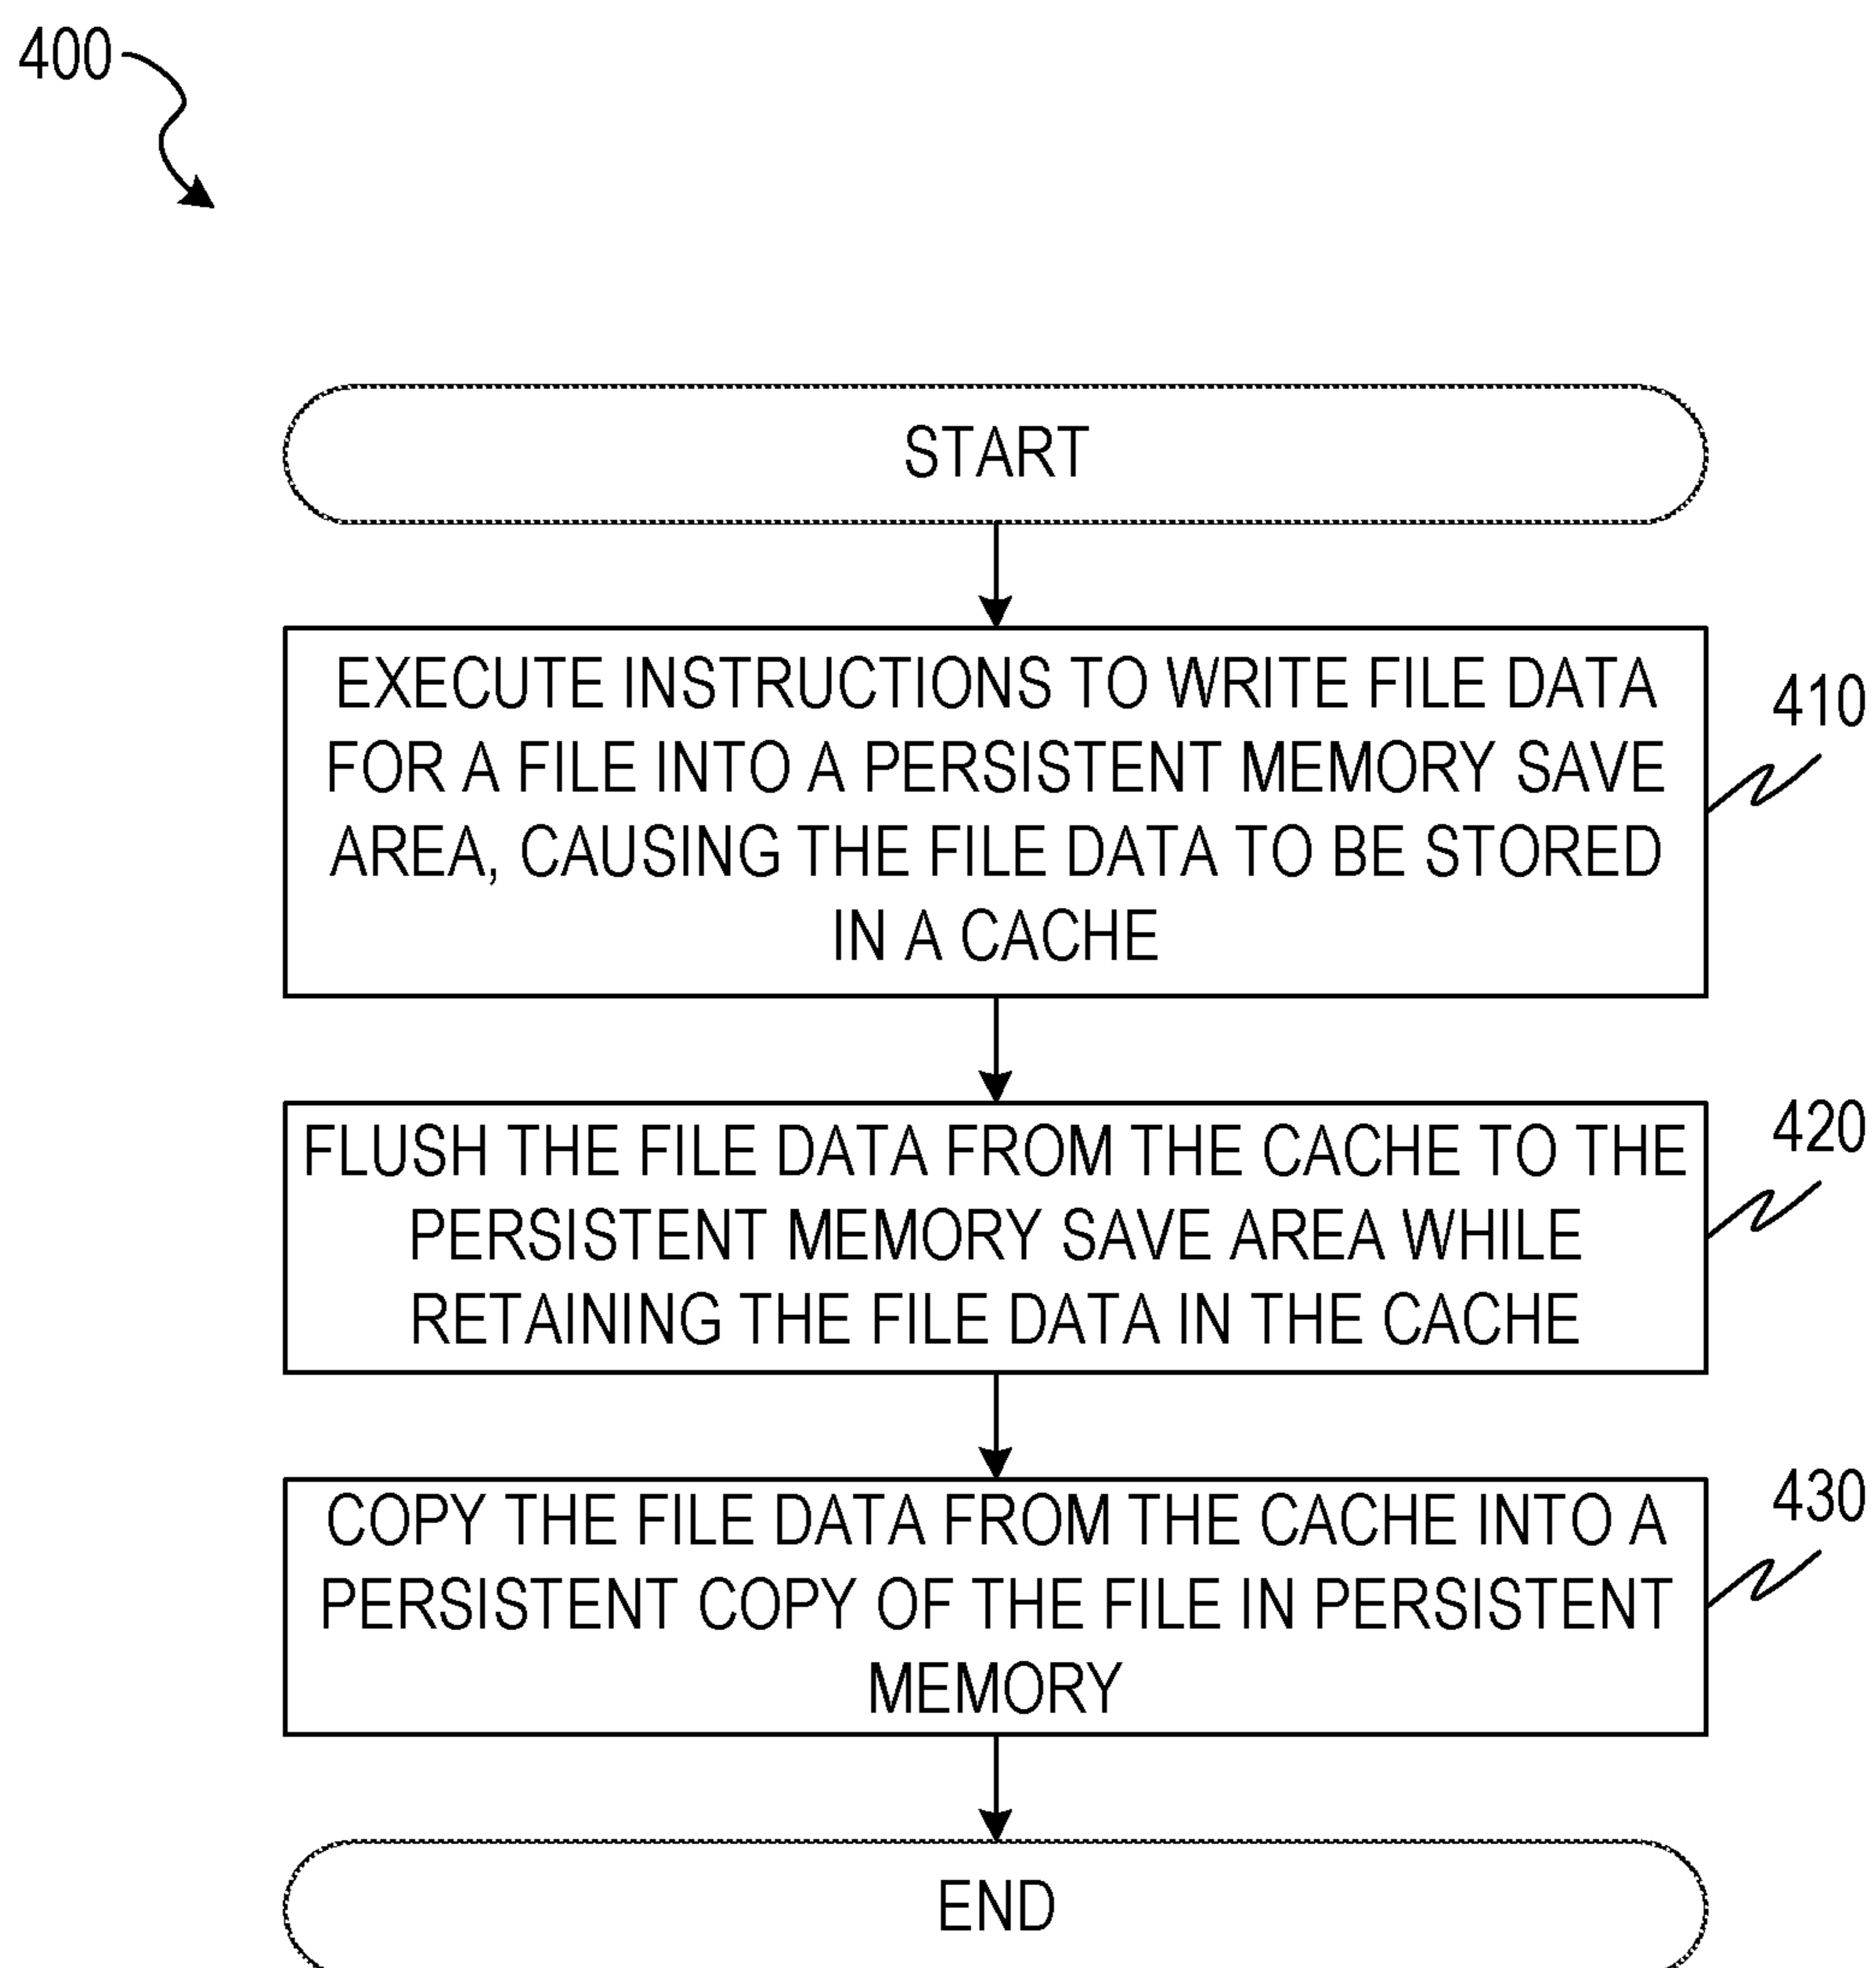 400
START
EXECUTE INSTRUCTIONS TO WRITE FILE DATA
FOR A FILE INTO A PERSISTENT MEMORY SAVE
AREA, CAUSING THE FILE DATA TO BE STORED
IN A CACHE
410
FLUSH THE FILE DATA FROM THE CACHE TO THE
PERSISTENT MEMORY SAVE AREA WHILE
RETAINING THE FILE DATA IN THE CACHE
420
COPY THE FILE DATA FROM THE CACHE INTO A
PERSISTENT COPY OF THE FILE IN PERSISTENT
MEMORY
430
END